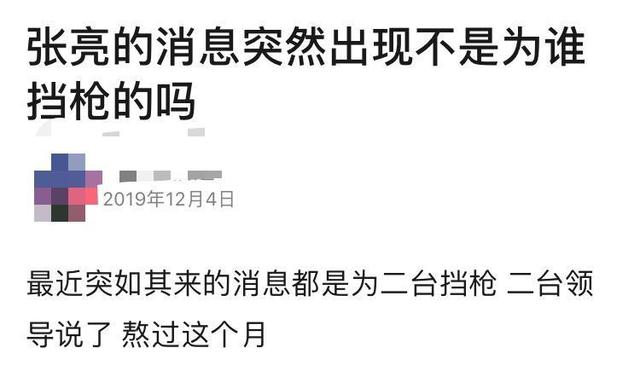 张亮的消息突然出现不是为谁
挡枪的吗
2019年12月4日
最近突如其来的消息都是为二台挡枪 二台领
导说了 熬过这个月